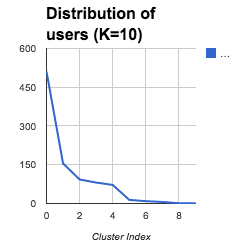 Distribution of
users (K=10)
600
...
450
300
150
0
0 2 4 6 8
Cluster Index